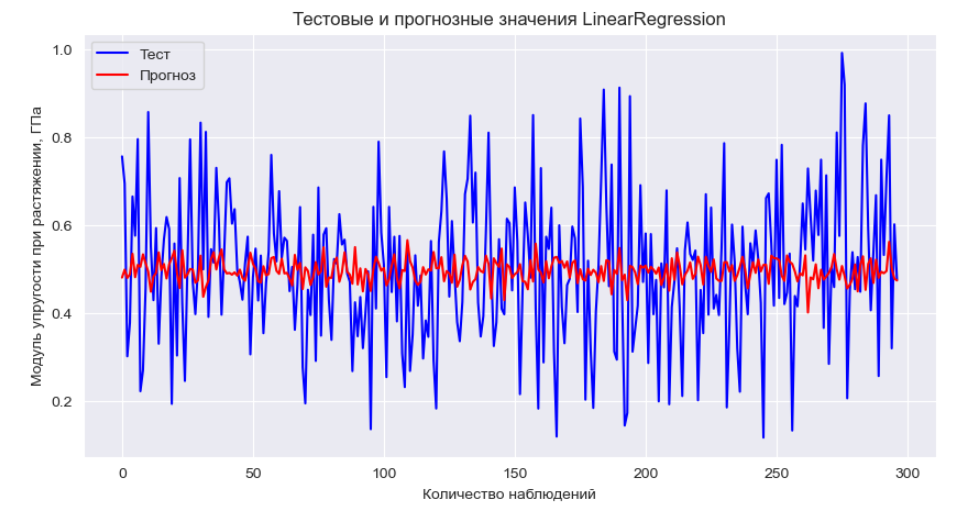 Тестовые и прогнозные значения LinearRegression
Тест
Прогноз
Модуль упругости при растяжении, ГПа
1.0
0.8
0.6
0.4
0.2
0
50
100
150
200
250
300
Количество наблюдений